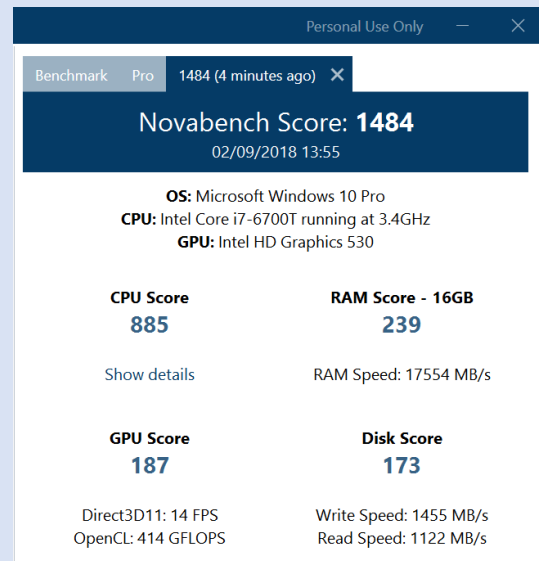 Personal Use Only
Benchmark Pro 1484 (4 minutes ago)
Novabench Score: 1484
02/09/2018 13:55
OS: Microsoft Windows 10 Pro
CPU: Intel Core i7-6700T running at 3.4GHz
GPU: Intel HD Graphics 530
CPU Score
885
Show details
RAM Score - 16GB
239
RAM Speed: 17554 MB/s
GPU Score
187
Direct3D11: 14 FPS
OpenCL: 414 GFLOPS
Disk Score
173
Write Speed: 1455 MB/s
Read Speed: 1122 MB/s